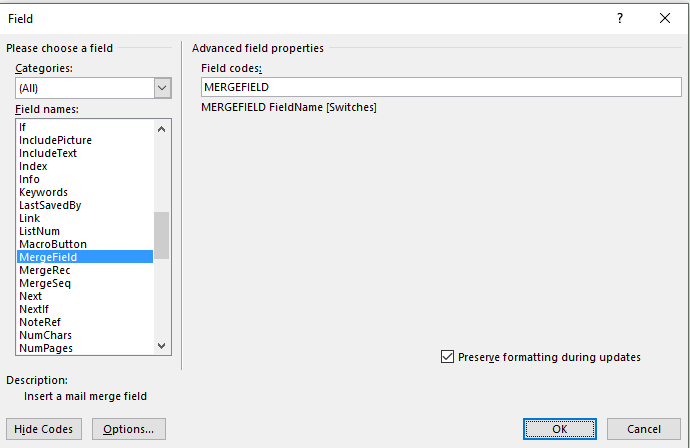 Field
?
Please choose a field
Categories:
(All)
Field names:
If
IncludePicture
IncludeText
Index
Info
Keywords
LastSavedBy
Link
ListNum
MacroButton
MergeField
MergeRec
MergeSeq
Next
NextIf
NoteRef
NumChars
NumPages
Advanced field properties
Field codes:
MERGEFIELD
MERGEFIELD FieldName [Switches]
Preserve formatting during updates
Description:
Insert a mail merge field
Hide Codes
Options...
OK
Cancel